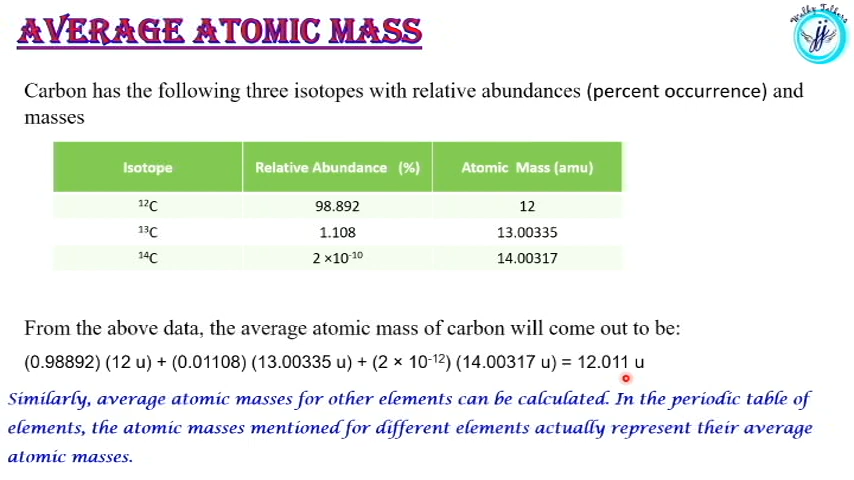 AVERAGE ATOMIC MASS
Walky Talkers
jj
Carbon has the following three isotopes with relative abundances (percent occurrence) and
masses
Isotope Relative Abundance (%) Atomic Mass (amu)
¹²C 98.892 12
¹³C 1.108 13.00335
¹⁴C 2 ×10⁻¹⁰ 14.00317
From the above data, the average atomic mass of carbon will come out to be:
(0.98892) (12 u) + (0.01108) (13.00335 u) + (2 × 10⁻¹²) (14.00317 u) = 12.011 u
Similarly, average atomic masses for other elements can be calculated. In the periodic table of
elements, the atomic masses mentioned for different elements actually represent their average
atomic masses.